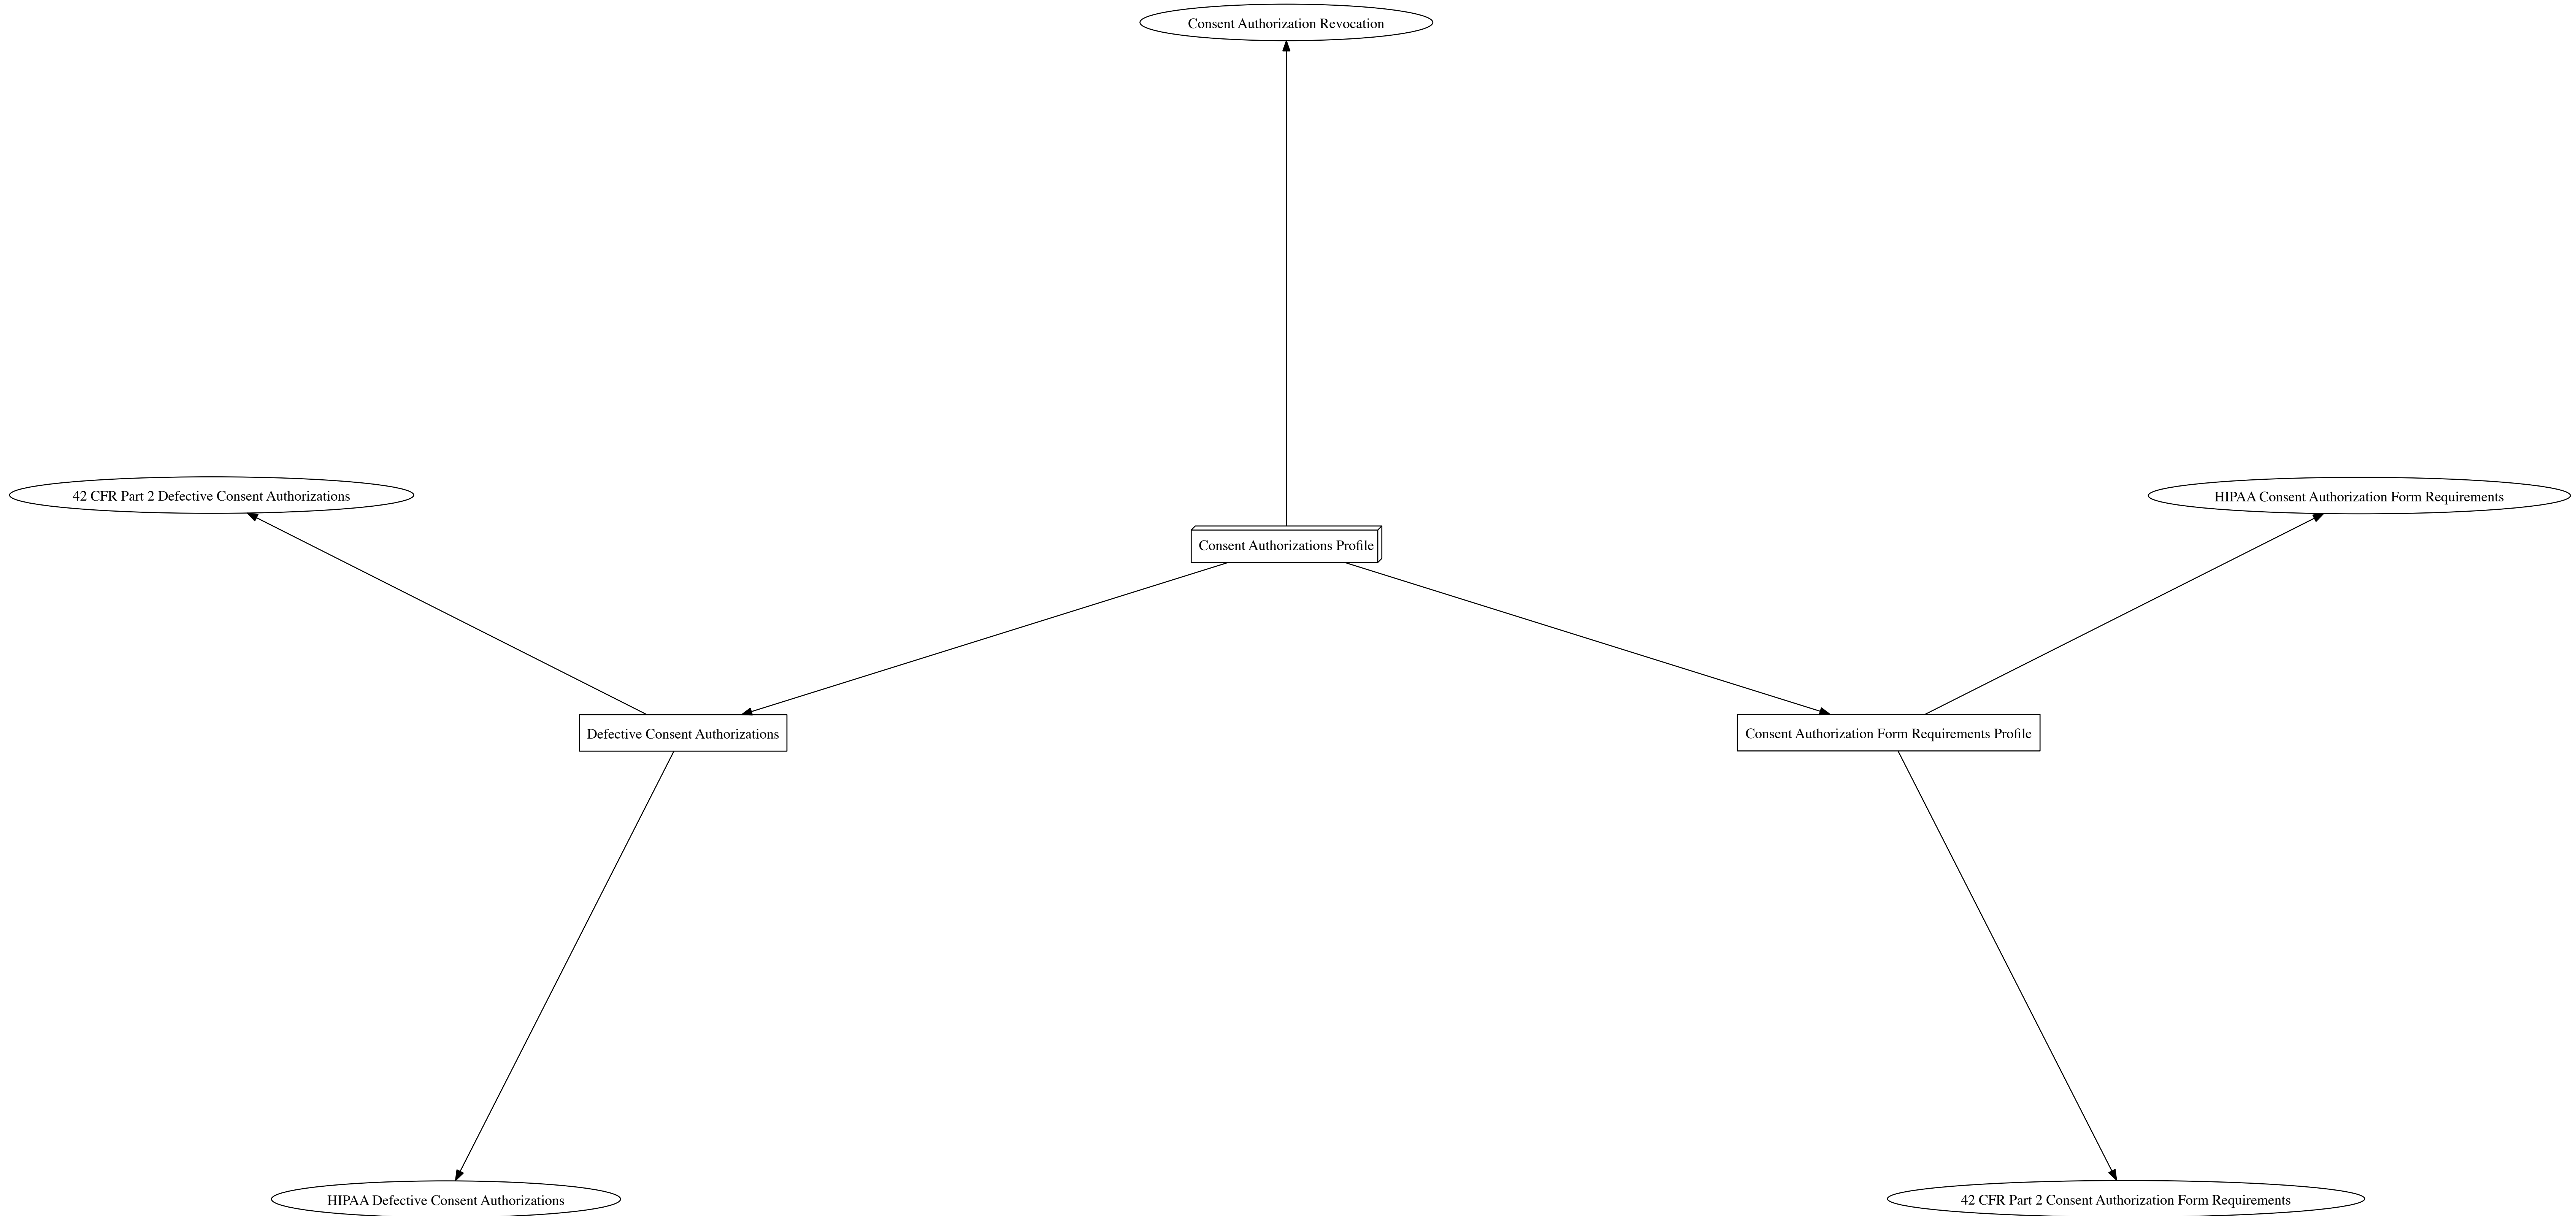 Consent Authorization Revocation
42 CFR Part 2 Defective Consent Authorizations
HIPAA Consent Authorization Form Requirements
Consent Authorizations Profile
Defective Consent Authorizations
Consent Authorization Form Requirements Profile
HIPAA Defective Consent Authorizations
42 CFR Part 2 Consent Authorization Form Requirements